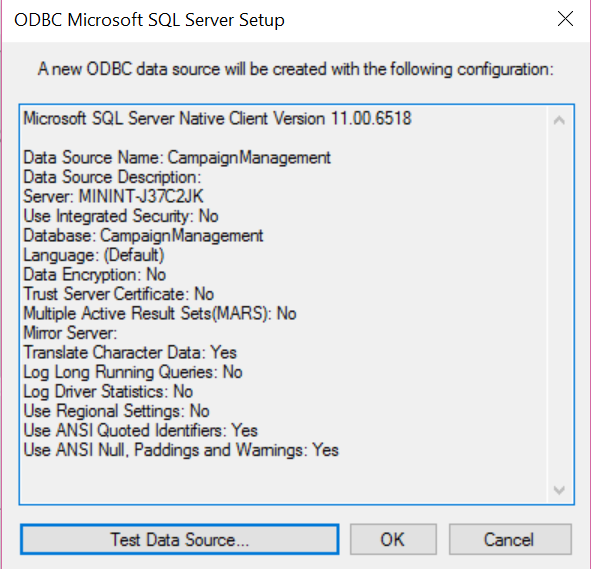 ODBC Microsoft SQL Server Setup
A new ODBC data source will be created with the following configuration:
Microsoft SQL Server Native Client Version 11.00.6518
Data Source Name: CampaignManagement
Data Source Description:
Server: MININT-J37C2JK
Use Integrated Security: No
Database: CampaignManagement
Language: (Default)
Data Encryption: No
Trust Server Certificate: No
Multiple Active Result Sets(MARS): No
Mirror Server:
Translate Character Data: Yes
Log Long Running Queries: No
Log Driver Statistics: No
Use Regional Settings: No
Use ANSI Quoted Identifiers: Yes
Use ANSI Null, Paddings and Warnings: Yes
Test Data Source... OK Cancel